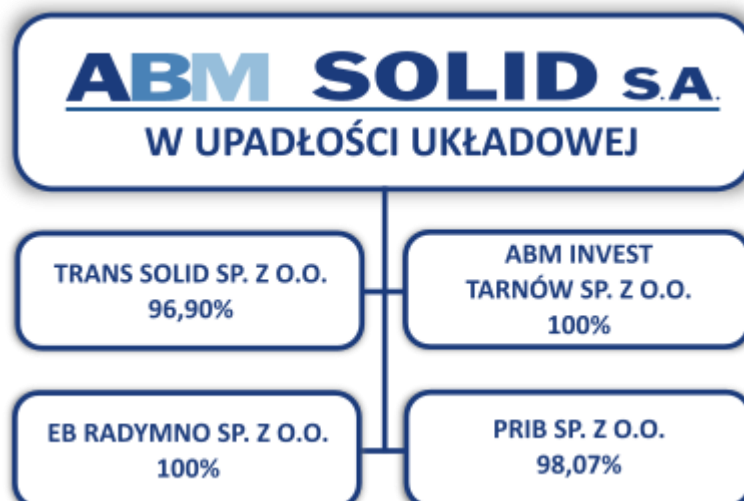 ABM SOLID S.A.
W UPADŁOŚCI UKŁADOWEJ
TRANS SOLID SP. Z O.O.
96,90%
ABM INVEST
TARNÓW SP. Z O.O.
100%
EB RADYMNO SP. Z O.O.
100%
PRIB SP. Z O.O.
98,07%